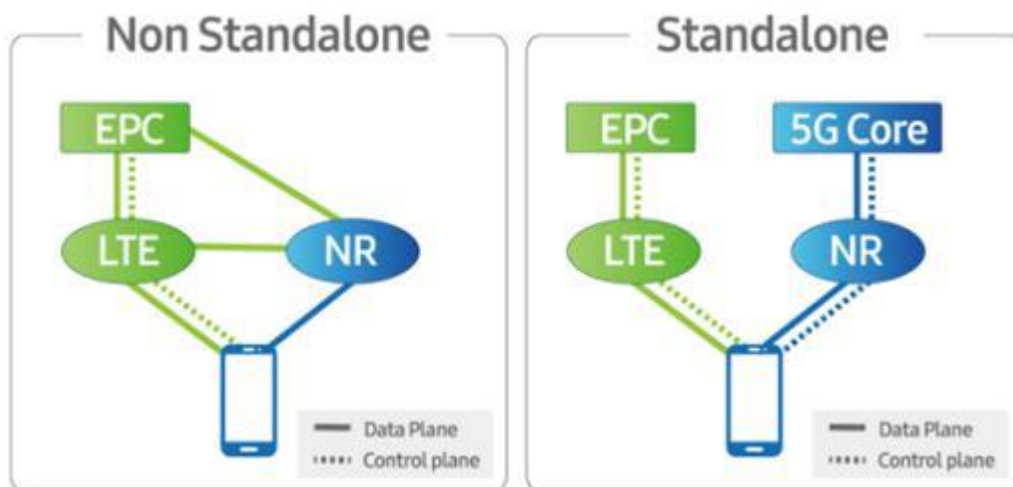 Non Standalone
EPC
LTE
NR
Data Plane
Control plane
Standalone
EPC
5G Core
LTE
NR
Data Plane
Control plane